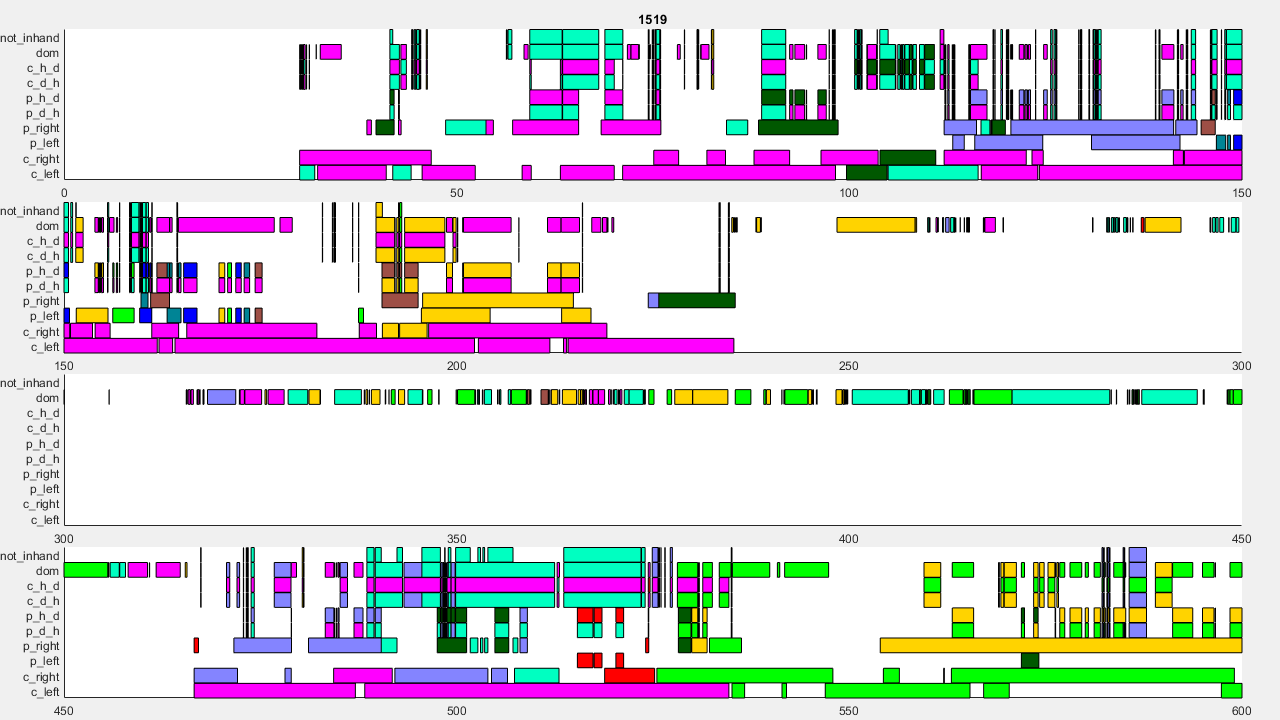 1519
not_inhand
dom
c_h_d
c_d_h
p_h_d
p_d_h
p_right
p_left
c_right
c_left
0 50 100 150
not_inhand
dom
c_h_d
c_d_h
p_h_d
p_d_h
p_right
p_left
c_right
c_left
150 200 250 300
not_inhand
dom
c_h_d
c_d_h
p_h_d
p_d_h
p_right
p_left
c_right
c_left
300 350 400 450
not_inhand
dom
c_h_d
c_d_h
p_h_d
p_d_h
p_right
p_left
c_right
c_left
450 500 550 600